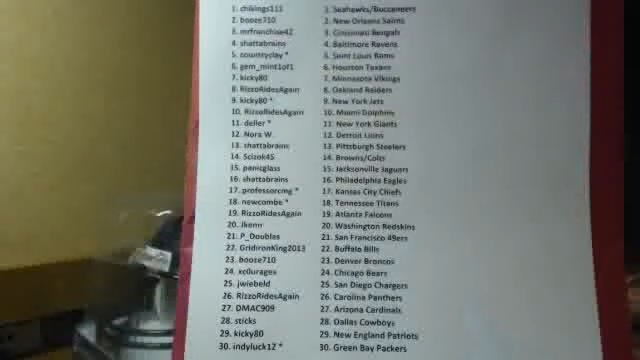 1. chikings111 1. Seahawks/Buccaneers
2. booze710 2. New Orleans Saints
3. mrfranchise42 3. Cincinnati Bengals
4. shattabrains 4. Baltimore Ravens
5. countryclay * 5. Saint Louis Rams
6. gem_mint1of1 6. Houston Texans
7. kicky80 7. Minnesota Vikings
8. RizzoRidesAgain 8. Oakland Raiders
9. kicky80 * 9. New York Jets
10. RizzoRidesAgain 10. Miami Dolphins
11. deller * 11. New York Giants
12. Nora W. 12. Detroit Lions
13. shattabrains 13. Pittsburgh Steelers
14. Scizok45 14. Browns/Colts
15. panicglass 15. Jacksonville Jaguars
16. shattabrains 16. Philadelphia Eagles
17. professorcmg * 17. Kansas City Chiefs
18. newcombe * 18. Tennessee Titans
19. RizzoRidesAgain 19. Atlanta Falcons
20. jkenm 20. Washington Redskins
21. P_Doubles 21. San Francisco 49ers
22. GridironKing2013 22. Buffalo Bills
23. booze710 23. Denver Broncos
24. xc0urages 24. Chicago Bears
25. jwiebeld 25. San Diego Chargers
26. RizzoRidesAgain 26. Carolina Panthers
27. DMAC909 27. Arizona Cardinals
28. sticks 28. Dallas Cowboys
29. kicky80 29. New England Patriots
30. indyluck12 * 30. Green Bay Packers